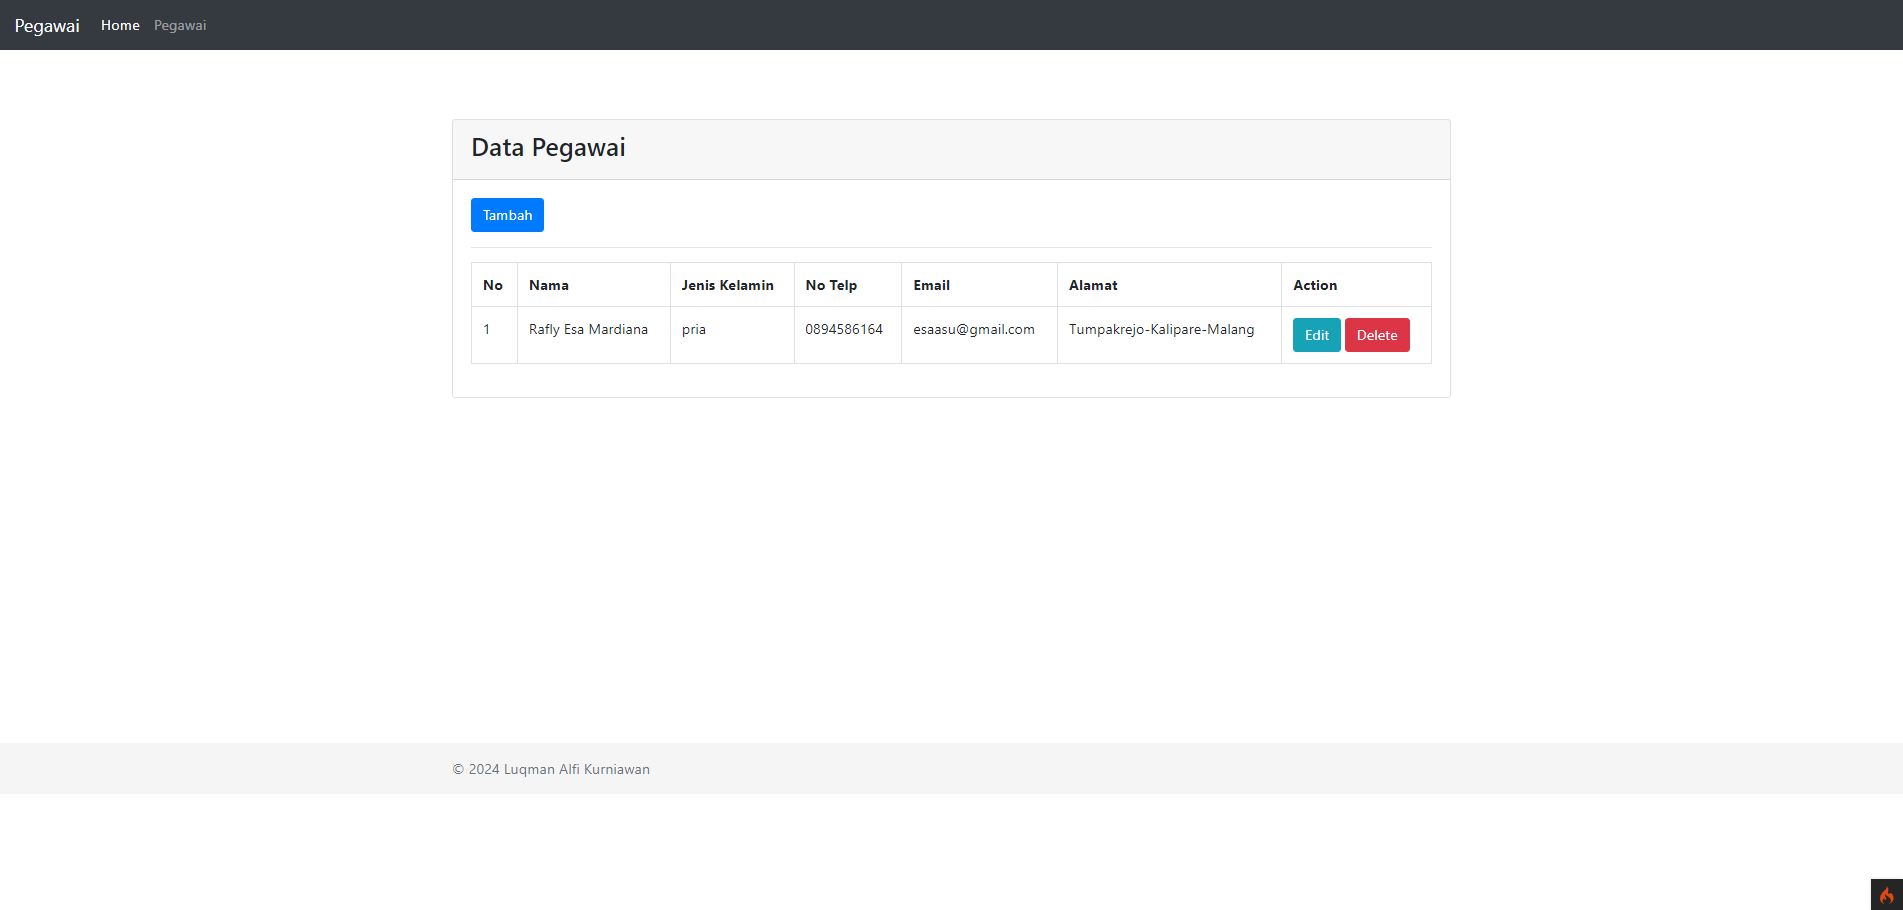 Pegawai Home Pegawai
Data Pegawai
Tambah
No Nama Jenis Kelamin No Telp Email Alamat Action
1 Rafly Esa Mardiana pria 0894586164 esaasu@gmail.com Tumpakrejo-Kalipare-Malang Edit Delete
© 2024 Luqman Alfi Kurniawan